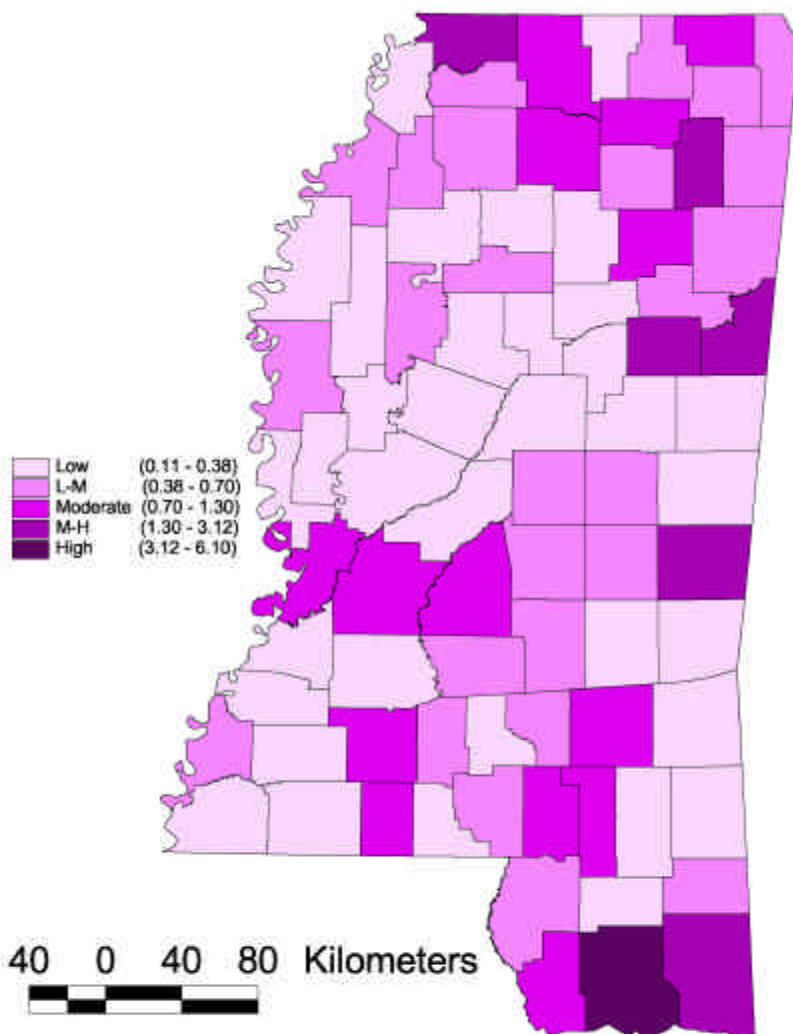 Low (0.11 - 0.38)
L-M (0.38 - 0.70)
Moderate (0.70 - 1.30)
M-H (1.30 - 3.12)
High (3.12 - 6.10)
40 0 40 80 Kilometers